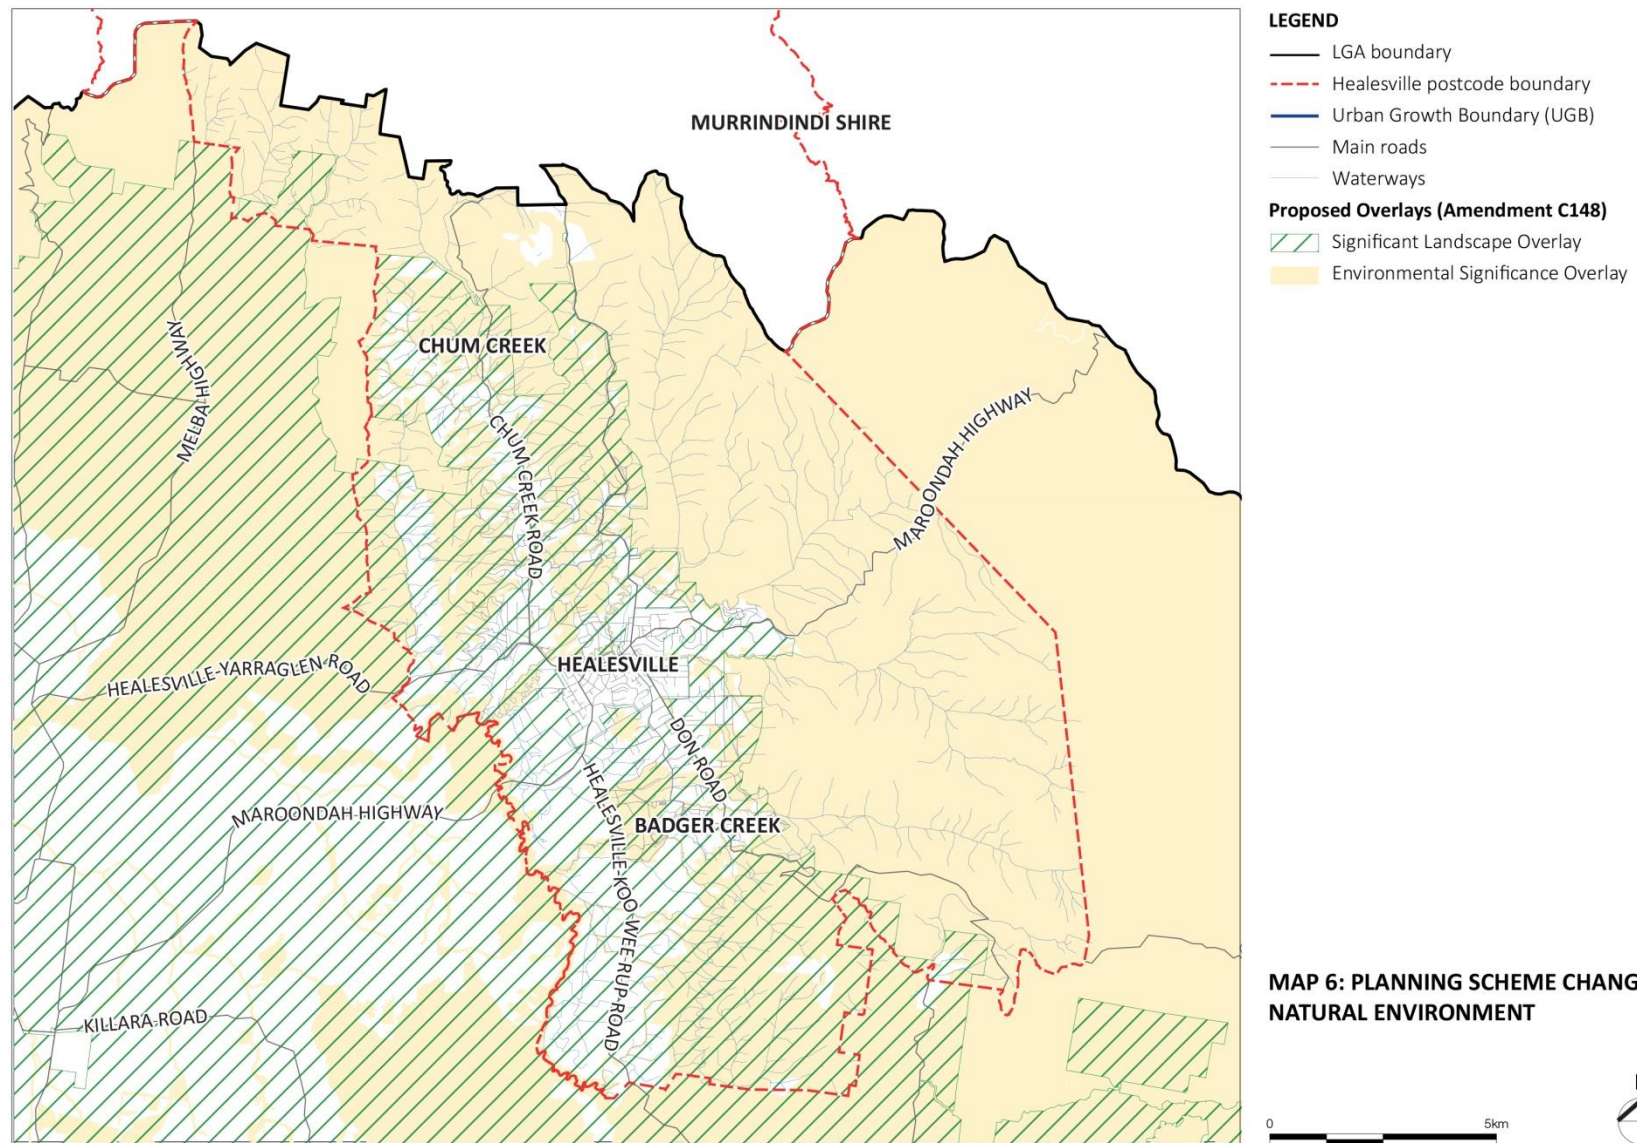 LEGEND
LGA boundary
Healesville postcode boundary
Urban Growth Boundary (UGB)
Main roads
Waterways
Proposed Overlays (Amendment C148)
Significant Landscape Overlay
Environmental Significance Overlay
MURRINDINDI SHIRE
MELBA HIGHWAY
CHUM CREEK
CHUM CREEK ROAD
MAROONDAH HIGHWAY
HEALESVILLE
HEALESVILLE-YARRAGLEN ROAD
DON ROAD
MAROONDAH HIGHWAY
HEALESVILLE-KOO WEE RUP ROAD
BADGER CREEK
KILLARA ROAD
MAP 6: PLANNING SCHEME CHANG
NATURAL ENVIRONMENT
0 5km